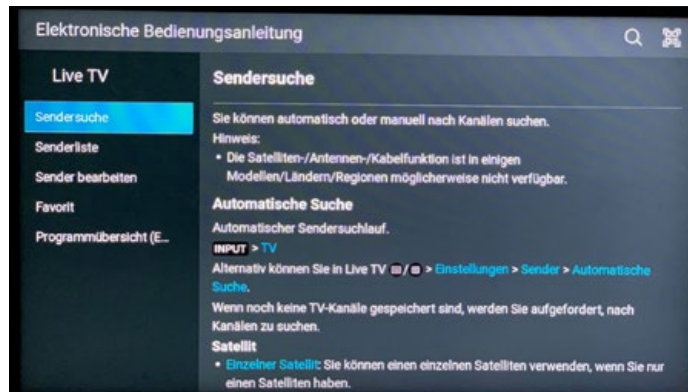 Elektronische Bedienungsanleitung
Live TV
Sendersuche
Senderliste
Sender bearbeiten
Favorit
Programmübersicht (E...
Sendersuche
Sie können automatisch oder manuell nach Kanälen suchen.
Hinweis:
• Die Satelliten-/Antennen-/Kabelfunktion ist in einigen
Modellen/Ländern/Regionen möglicherweise nicht verfügbar.
Automatische Suche
Automatischer Sendersuchlauf.
INPUT > TV
Alternativ können Sie in Live TV / > Einstellungen > Sender > Automatische
Suche.
Wenn noch keine TV-Kanäle gespeichert sind, werden Sie aufgefordert, nach
Kanälen zu suchen.
Satellit
• Einzelner Satellit: Sie können einen einzelnen Satelliten verwenden, wenn Sie nur
einen Satelliten haben.